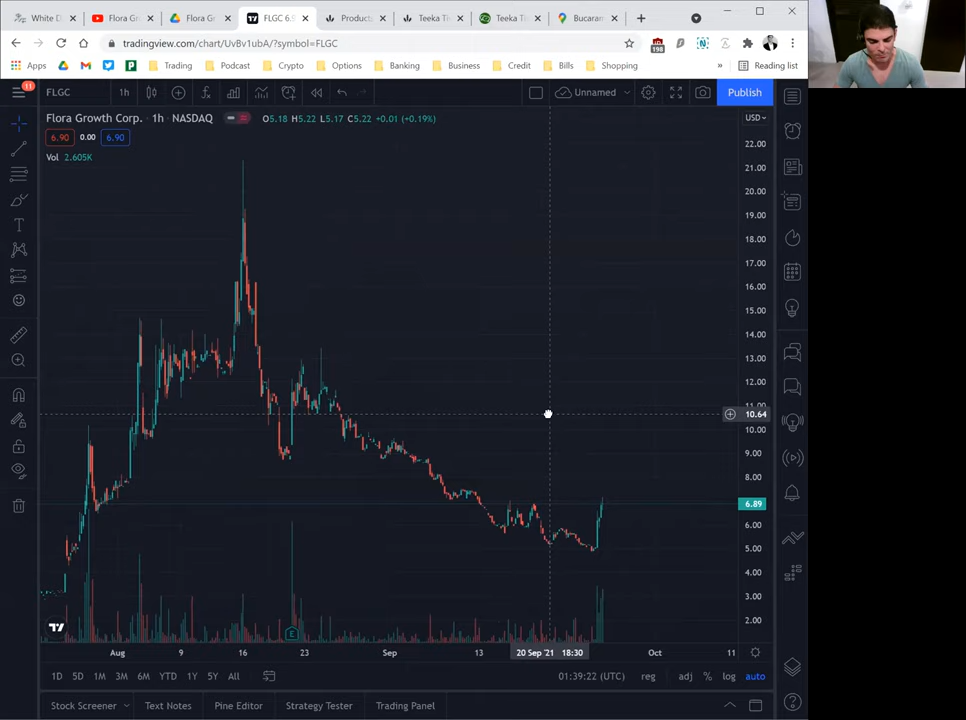 White D
Flora Gr
Flora Gr
FLGC 6.9
Products
Teeka Ti
Teeka Ti
Bucaram
tradingview.com/chart/UvBv1ubA/?symbol=FLGC
198
Apps
Trading
Podcast
Crypto
Options
Banking
Business
Credit
Bills
Shopping
»
Reading list
11
FLGC
1h
Unnamed
Publish
Flora Growth Corp. · 1h · NASDAQ
O5.18 H5.22 L5.17 C5.22 +0.01 (+0.19%)
USD
6.90 0.00 6.90
Vol 2.605K
22.00
21.00
20.00
19.00
18.00
17.00
16.00
15.00
14.00
13.00
12.00
11.00
10.64
10.00
9.00
8.00
6.89
6.00
5.00
4.00
3.00
2.00
E
Aug 9 16 23 Sep 13 20 Sep '21 18:30 Oct 11
1D 5D 1M 3M 6M YTD 1Y 5Y All
01:39:22 (UTC) reg adj % log auto
Stock Screener Text Notes Pine Editor Strategy Tester Trading Panel